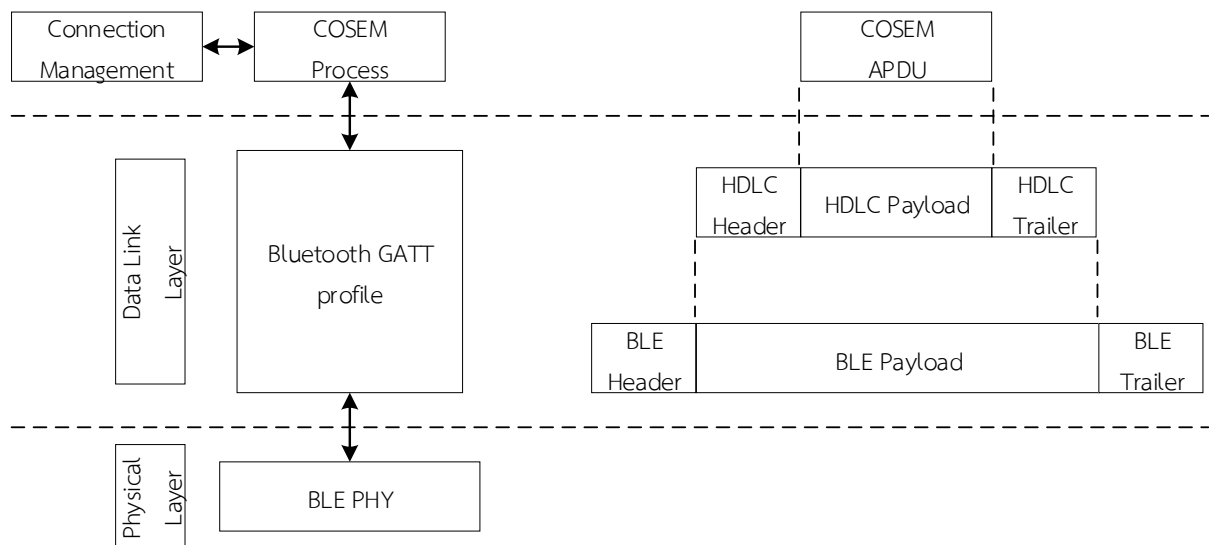 Connection
Management
COSEM
Process
COSEM
APDU
Data Link
Layer
Bluetooth GATT
profile
HDLC
Header
HDLC Payload
HDLC
Trailer
BLE
Header
BLE Payload
BLE
Trailer
Physical
Layer
BLE PHY